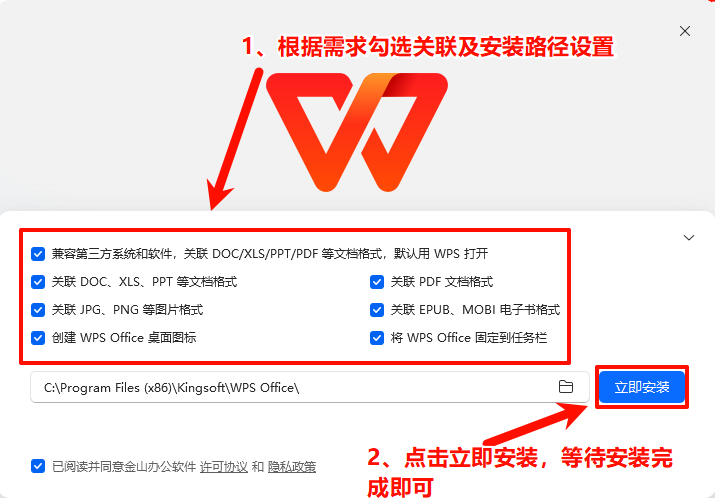 1、根据需求勾选关联及安装路径设置
兼容第三方系统和软件，关联 DOC/XLS/PPT/PDF 等文档格式，默认用 WPS 打开
关联 DOC、XLS、PPT 等文档格式
关联 PDF 文档格式
关联 JPG、PNG 等图片格式
关联 EPUB、MOBI 电子书格式
创建 WPS Office 桌面图标
将 WPS Office 固定到任务栏
C:\Program Files (x86)\Kingsoft\WPS Office\
立即安装
已阅读并同意金山办公软件 许可协议 和 隐私政策
2、点击立即安装，等待安装完
成即可